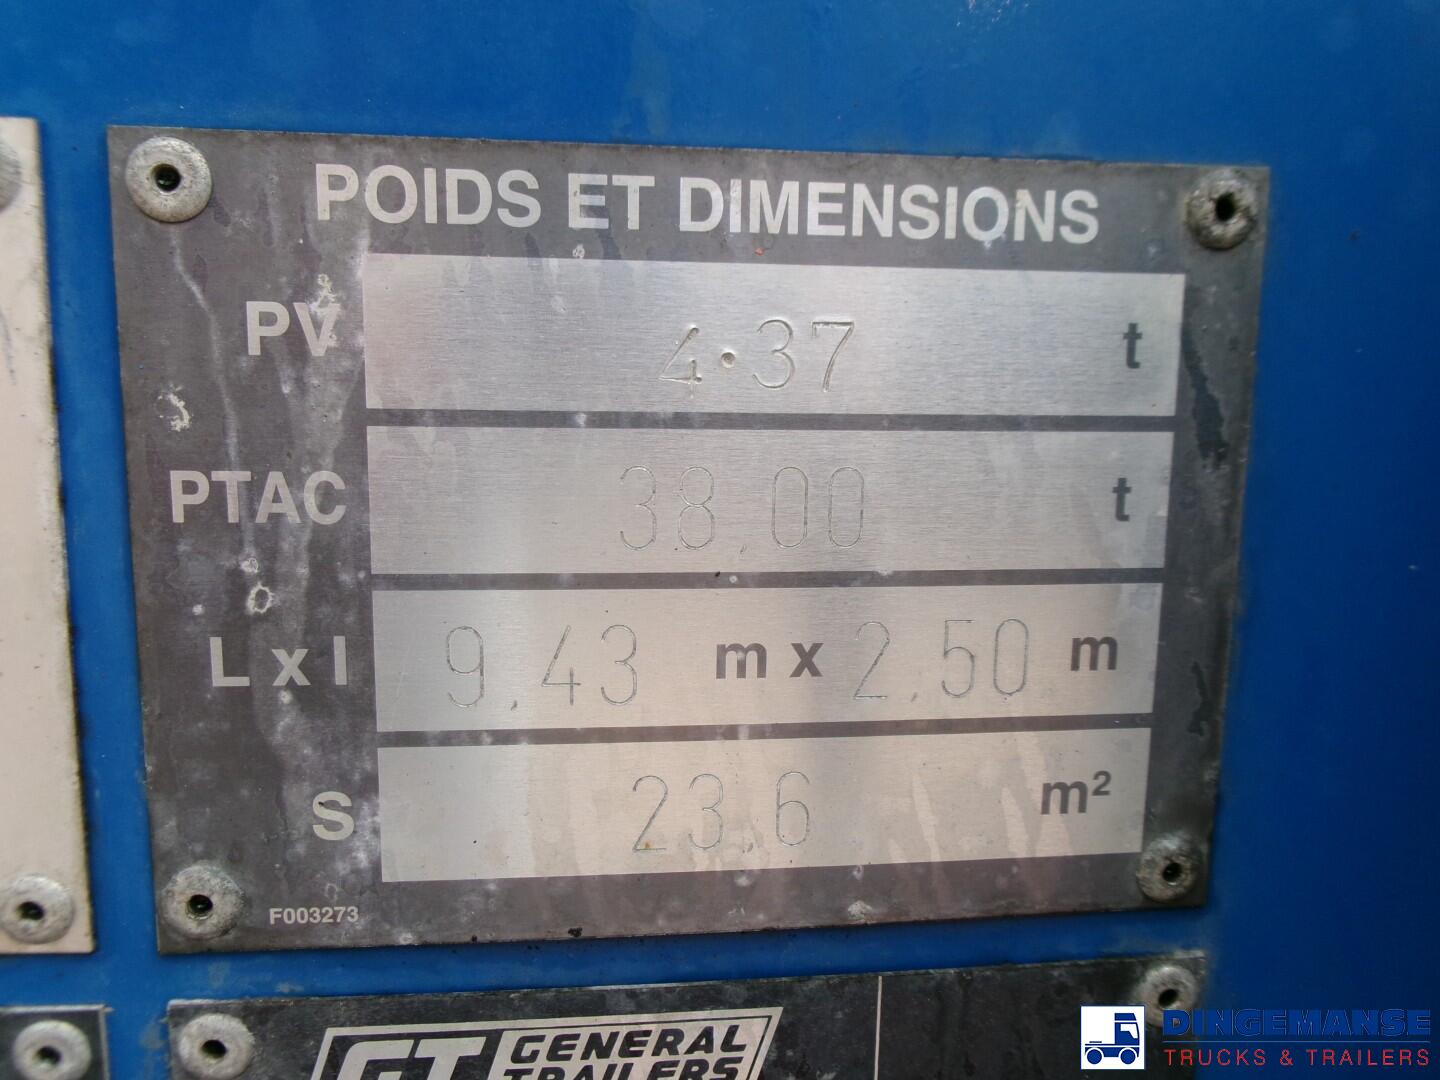 POIDS ET DIMENSIONS
PV 4.37 t
PTAC 38,00 t
L x l 9,43 m x 2,50 m
S 23,6 m²
F003273
GT GENERAL
TRAILERS
DINGEMANSE
TRUCKS & TRAILERS